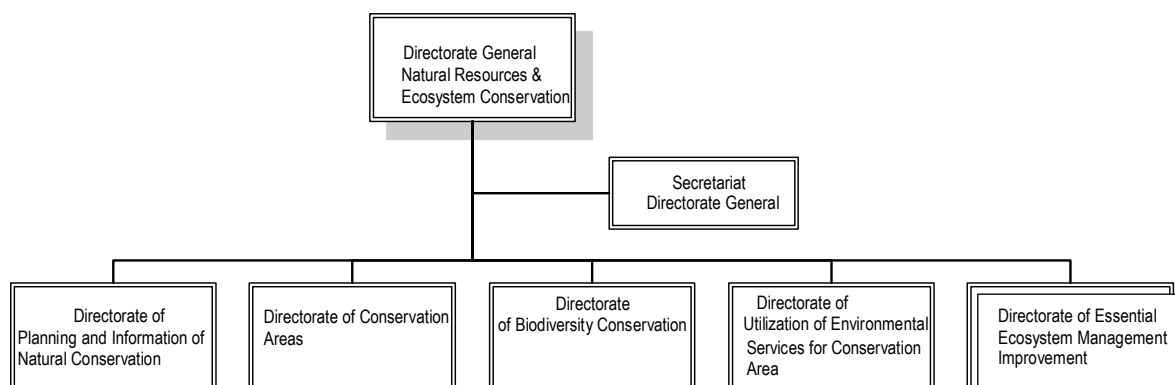 Directorate General
Natural Resources &
Ecosystem Conservation
Secretariat
Directorate General
Directorate of
Planning and Information of
Natural Conservation
Directorate of Conservation
Areas
Directorate
of Biodiversity Conservation
Directorate of
Utilization of Environmental
Services for Conservation
Area
Directorate of Essential
Ecosystem Management
Improvement